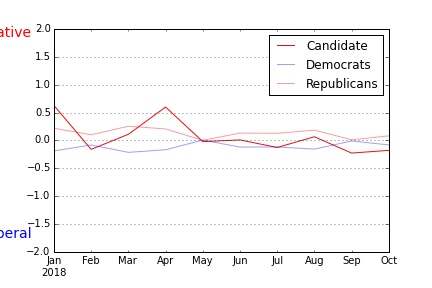 ative
beral
2.0
1.5
1.0
0.5
0.0
−0.5
−1.0
−1.5
−2.0
Candidate
Democrats
Republicans
Jan Feb Mar Apr May Jun Jul Aug Sep Oct
2018